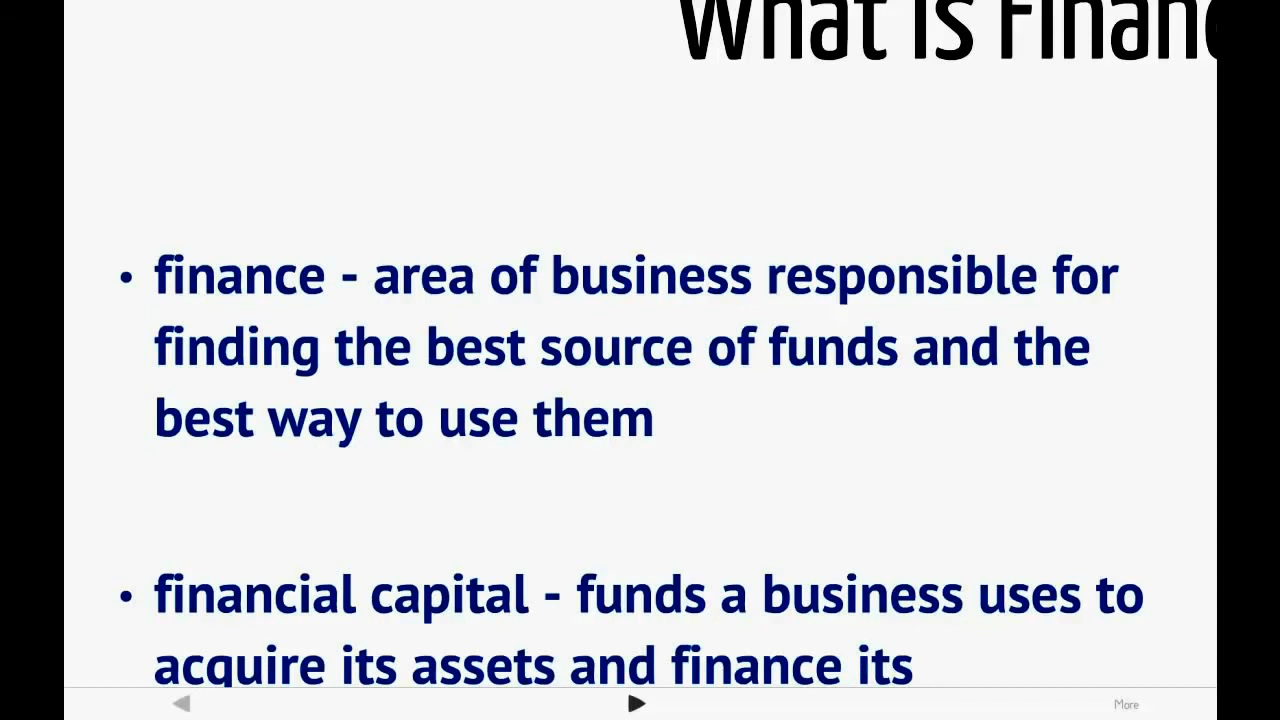 What is Financ
• finance - area of business responsible for
finding the best source of funds and the
best way to use them
• financial capital - funds a business uses to
acquire its assets and finance its
More